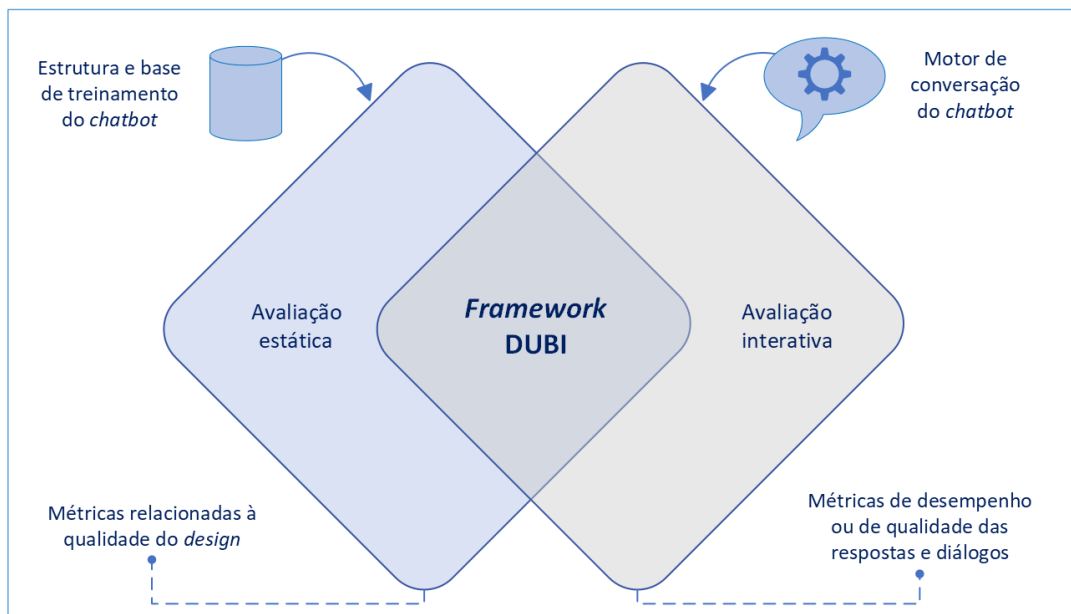 Estrutura e base
de treinamento
do chatbot
Motor de
conversação
do chatbot
Avaliação
estática
Framework
DUBI
Avaliação
interativa
Métricas relacionadas à
qualidade do design
Métricas de desempenho
ou de qualidade das
respostas e diálogos